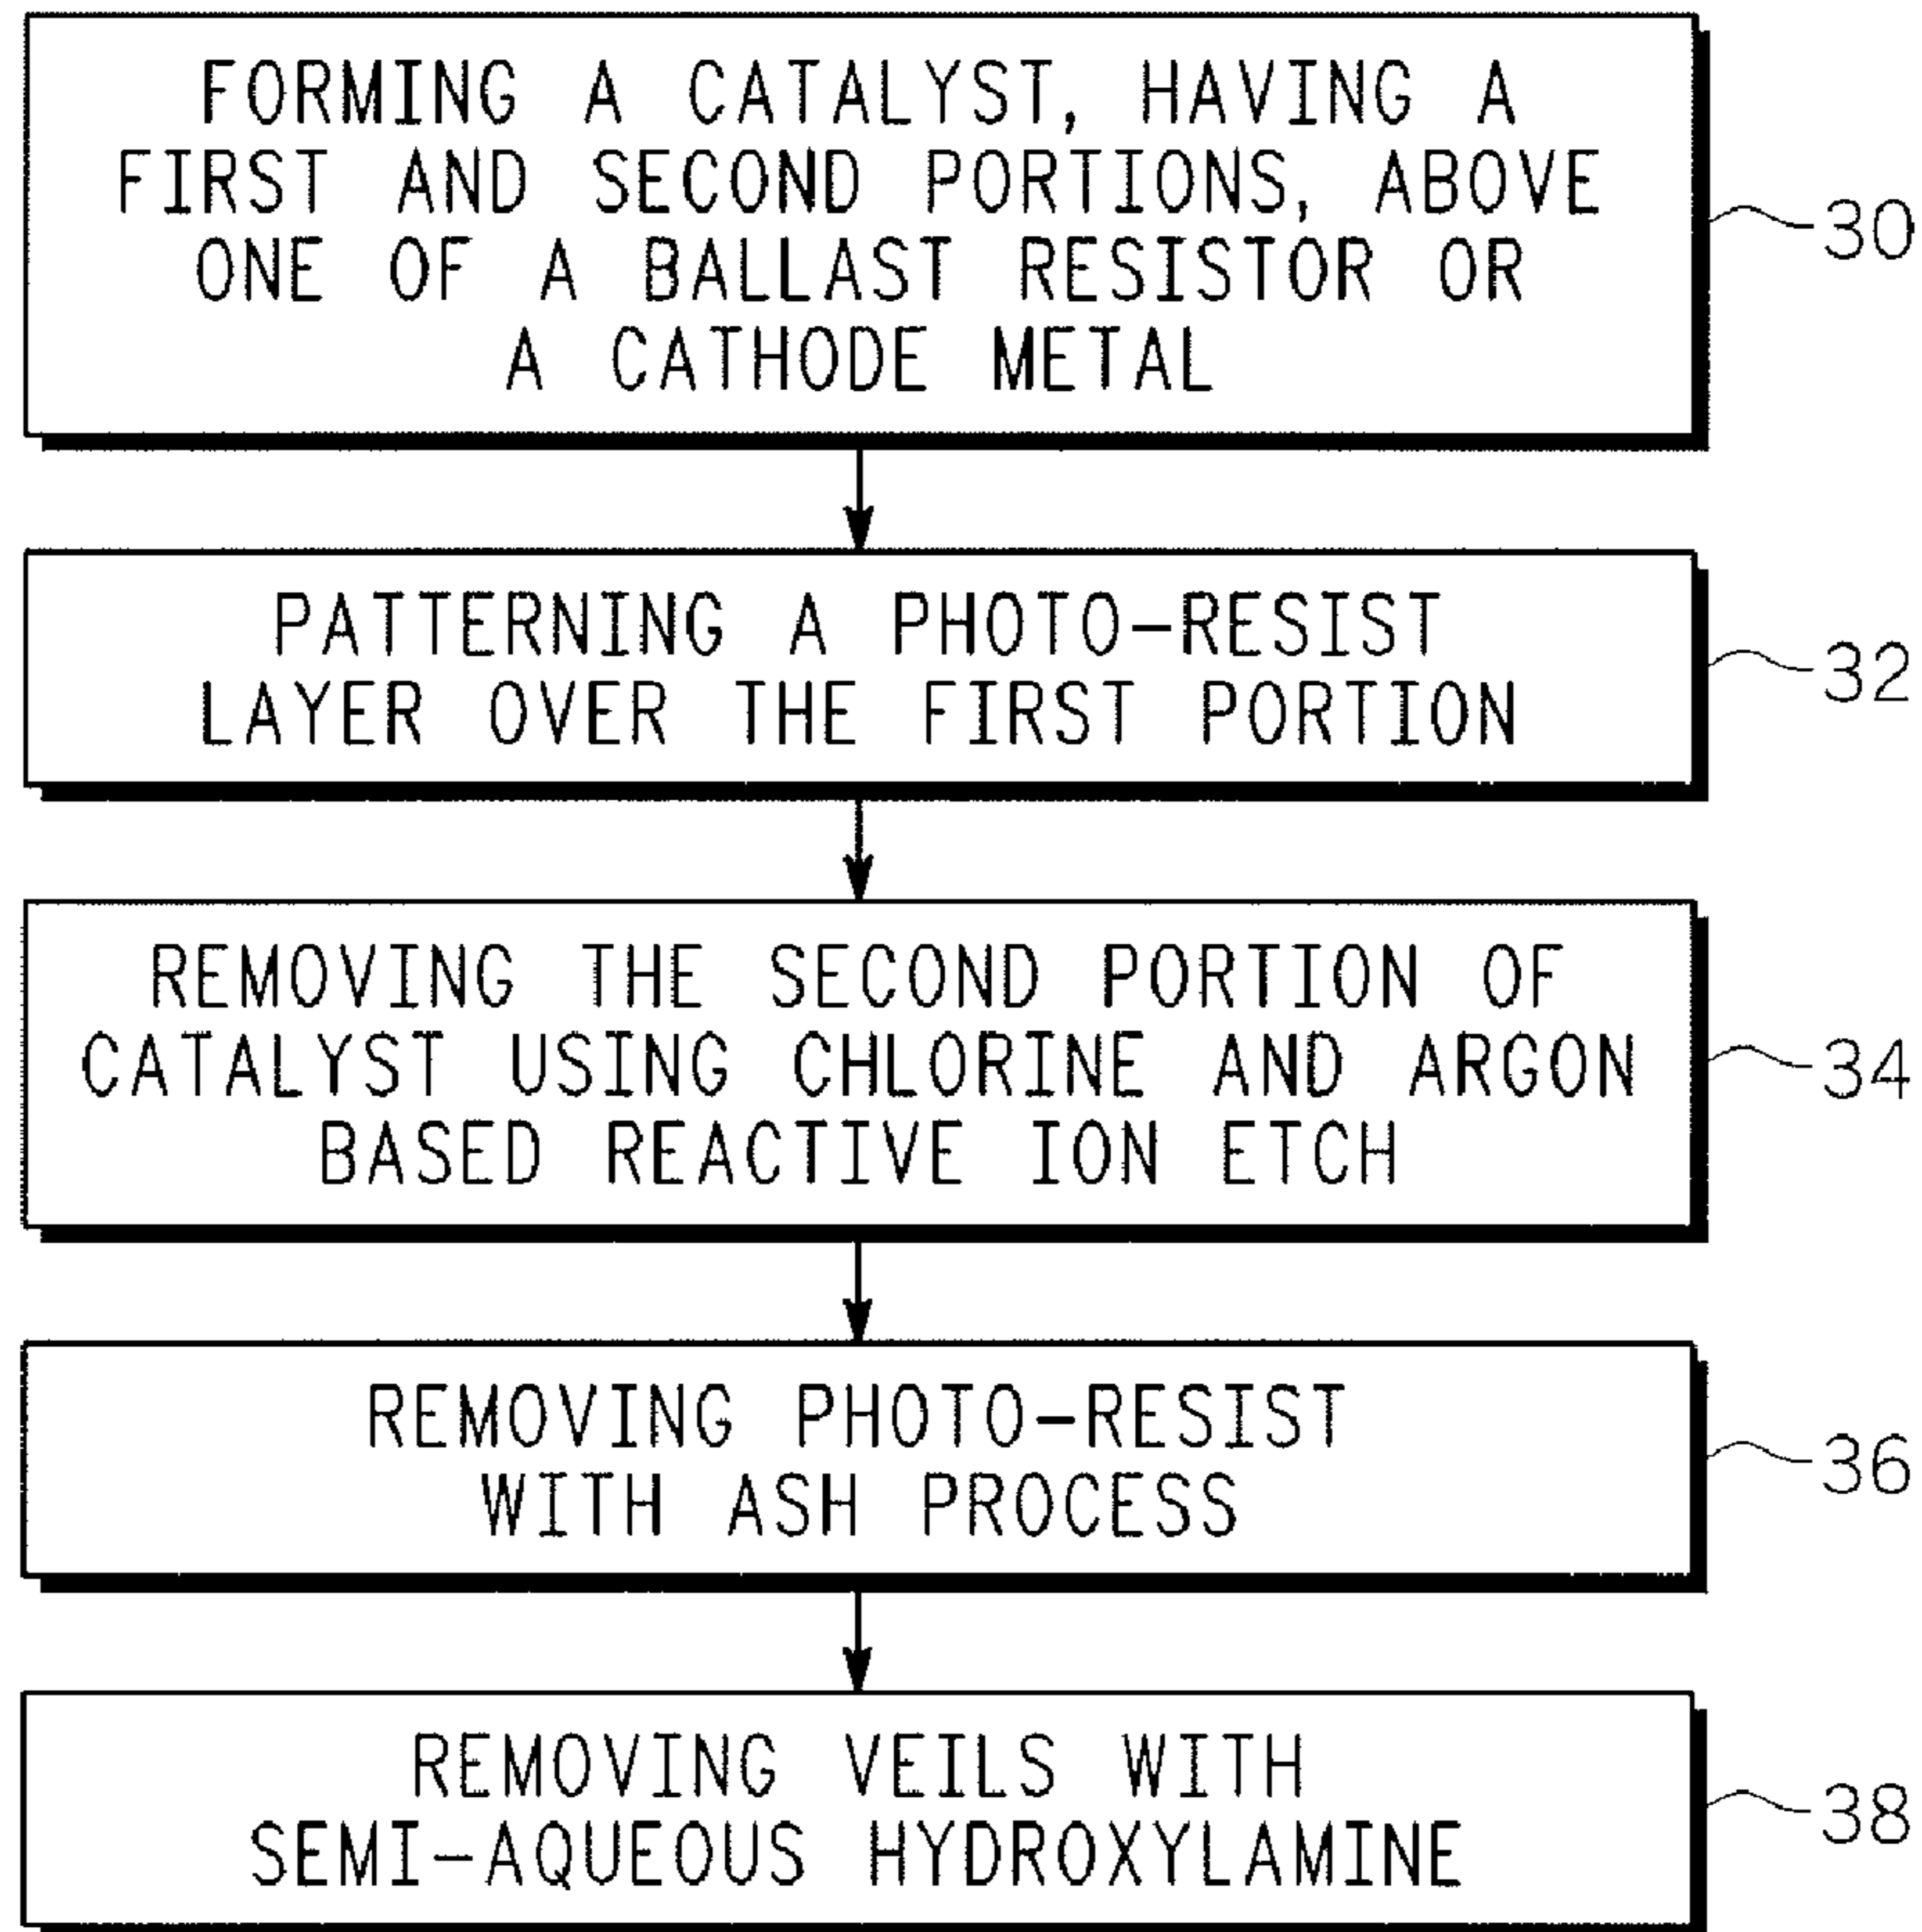 FORMING A CATALYST, HAVING A
FIRST AND SECOND PORTIONS, ABOVE
ONE OF A BALLAST RESISTOR OR
A CATHODE METAL
30
PATTERNING A PHOTO-RESIST
LAYER OVER THE FIRST PORTION
32
REMOVING THE SECOND PORTION OF
CATALYST USING CHLORINE AND ARGON
BASED REACTIVE ION ETCH
34
REMOVING PHOTO-RESIST
WITH ASH PROCESS
36
REMOVING VEILS WITH
SEMI-AQUEOUS HYDROXYLAMINE
38